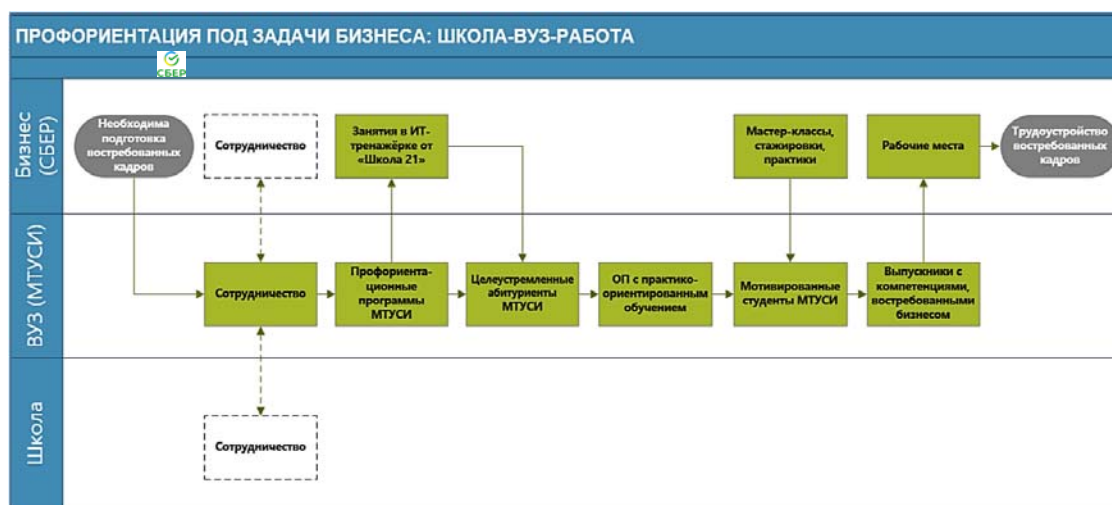 ПРОФОРИЕНТАЦИЯ ПОД ЗАДАЧИ БИЗНЕСА: ШКОЛА-ВУЗ-РАБОТА
СБЕР
Бизнес
(СБЕР)
Необходима
подготовка
востребованных
кадров
Сотрудничество
Занятия в ИТ-
тренажёрке от
«Школа 21»
Мастер-классы,
стажировки,
практики
Рабочие места
Трудоустройство
востребованных
кадров
ВУЗ (МТУСИ)
Сотрудничество
Профориента-
ционные
программы
МТУСИ
Целеустремленные
абитуриенты
МТУСИ
ОП с практико-
ориентированным
обучением
Мотивированные
студенты МТУСИ
Выпускники с
компетенциями,
востребованными
бизнесом
Школа
Сотрудничество